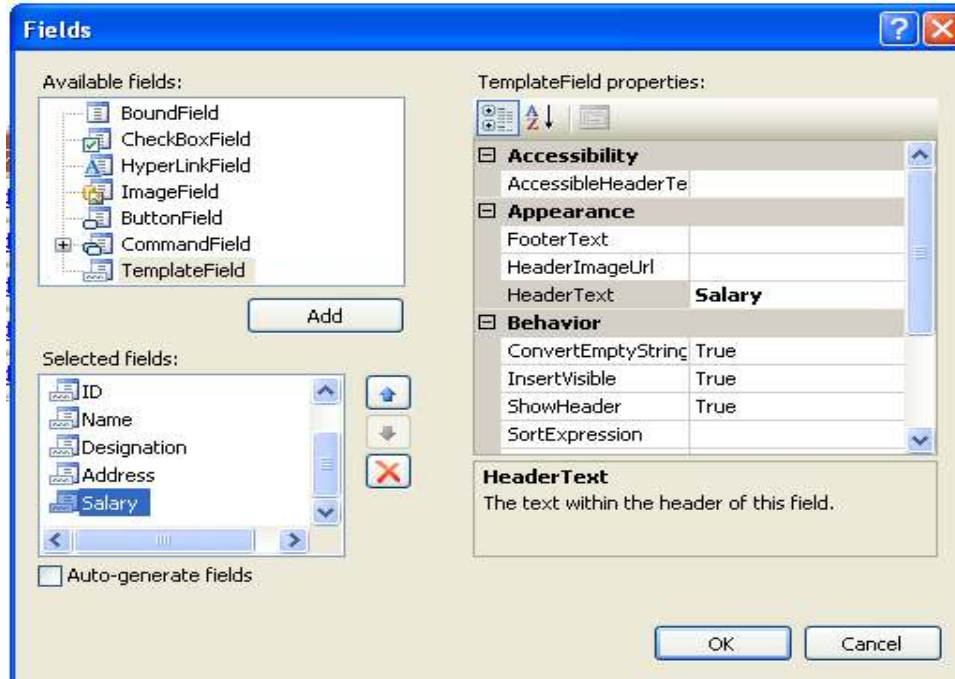 Fields
Available fields:
BoundField
CheckBoxField
HyperLinkField
ImageField
ButtonField
CommandField
TemplateField
Add
Selected fields:
ID
Name
Designation
Address
Salary
Auto-generate fields
TemplateField properties:
Accessibility
AccessibleHeaderTe
Appearance
FooterText
HeaderImageUrl
HeaderText Salary
Behavior
ConvertEmptyString True
InsertVisible True
ShowHeader True
SortExpression
HeaderText
The text within the header of this field.
OK Cancel